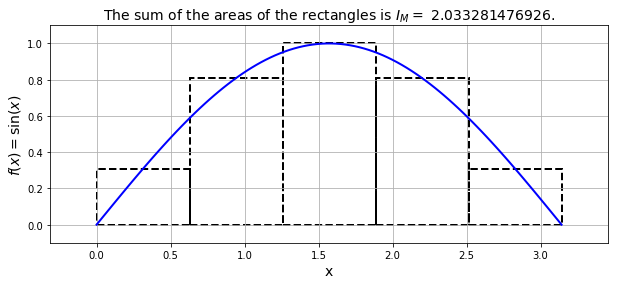 The sum of the areas of the rectangles is I_M = 2.033281476926.
f(x) = sin(x)
1.0
0.8
0.6
0.4
0.2
0.0
0.0 0.5 1.0 1.5 2.0 2.5 3.0
x